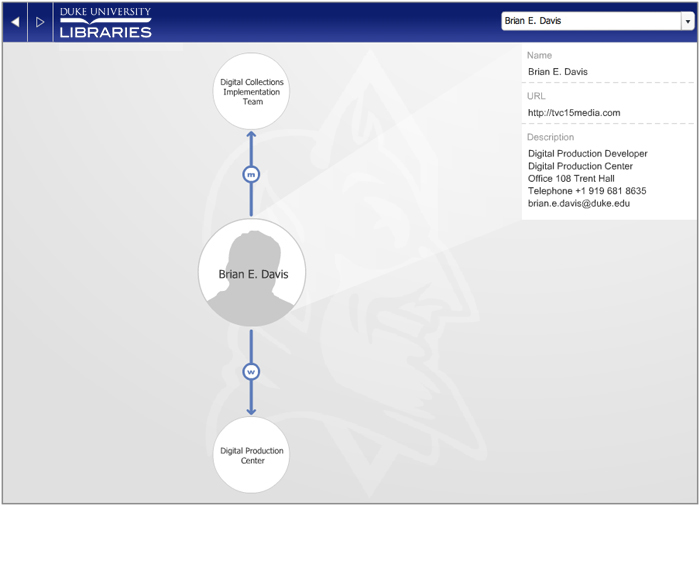 DUKE UNIVERSITY
LIBRARIES
Brian E. Davis
Digital Collections
Implementation
Team
m
Brian E. Davis
w
Digital Production
Center
Name
Brian E. Davis
URL
http://tvc15media.com
Description
Digital Production Developer
Digital Production Center
Office 108 Trent Hall
Telephone +1 919 681 8635
brian.e.davis@duke.edu